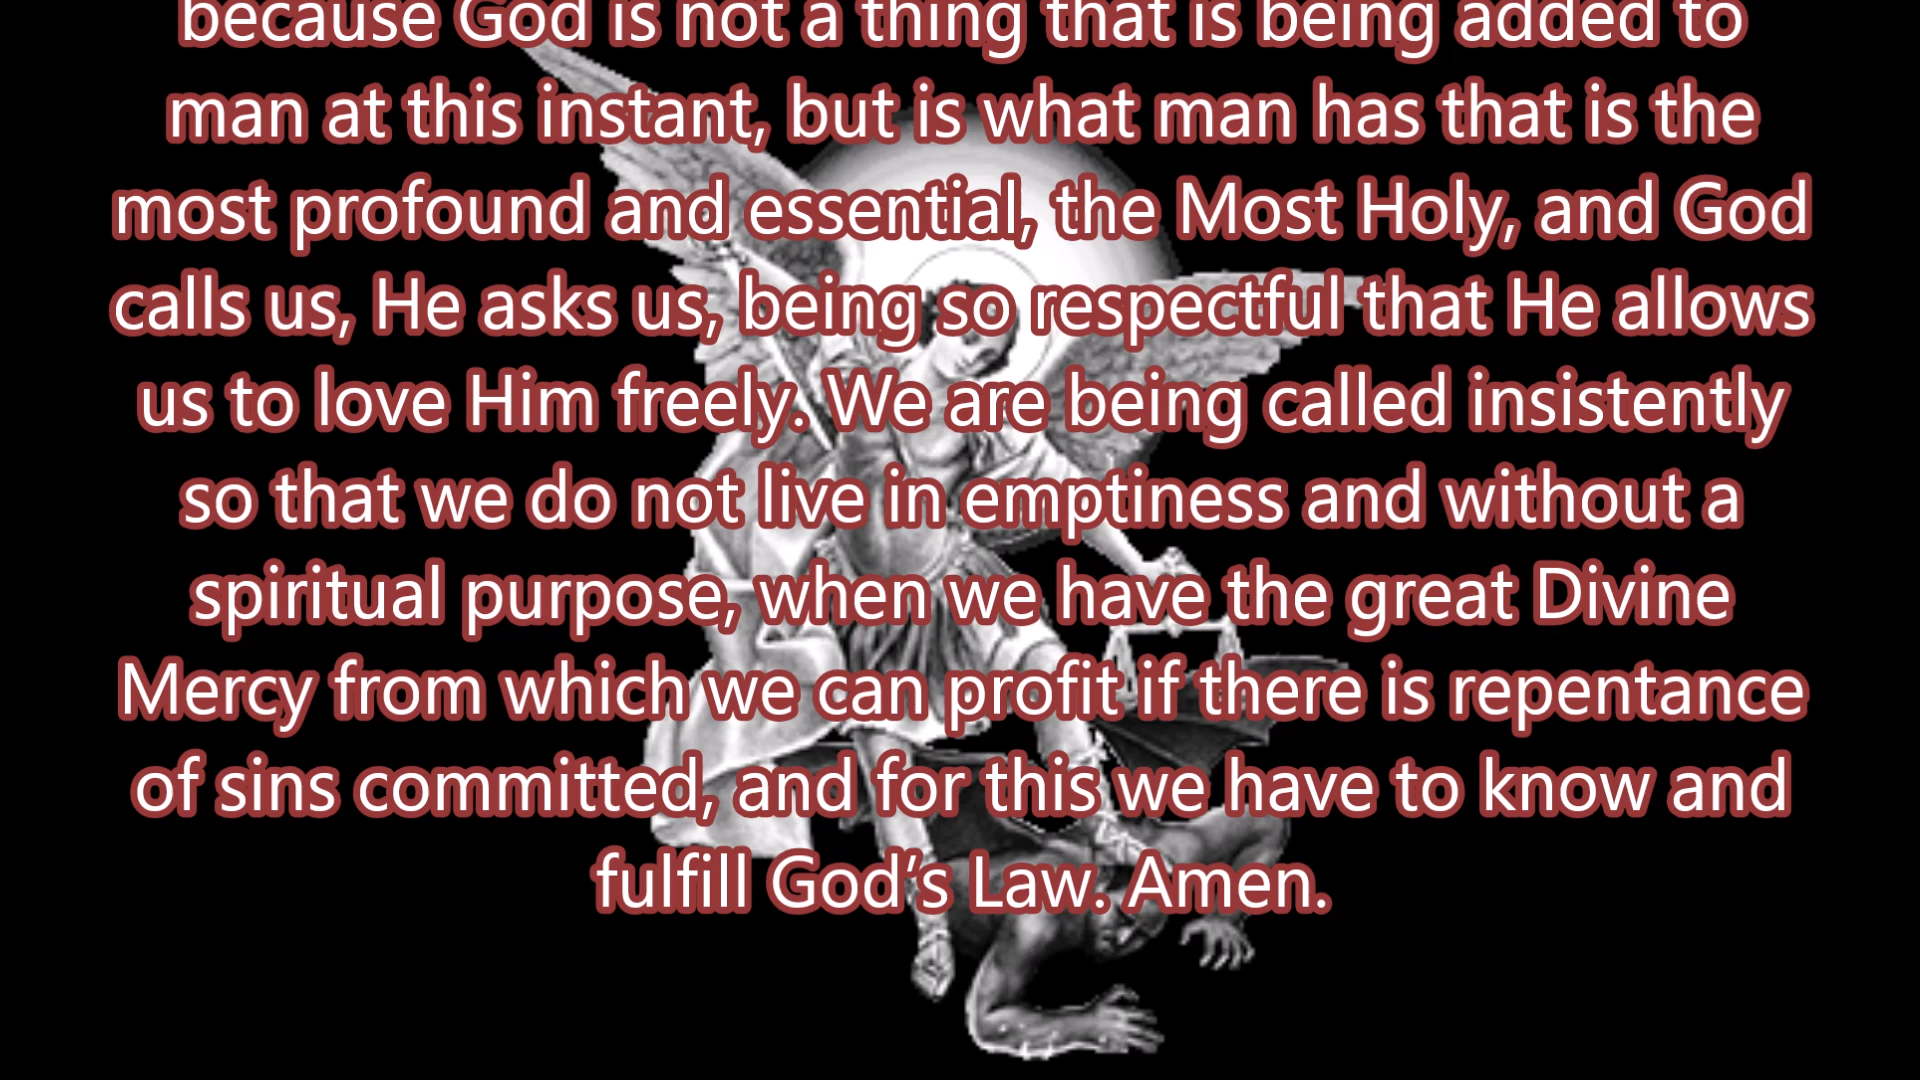 because God is not a thing that is being added to
man at this instant, but is what man has that is the
most profound and essential, the Most Holy, and God
calls us, He asks us, being so respectful that He allows
us to love Him freely. We are being called insistently
so that we do not live in emptiness and without a
spiritual purpose, when we have the great Divine
Mercy from which we can profit if there is repentance
of sins committed, and for this we have to know and
fulfill God’s Law. Amen.